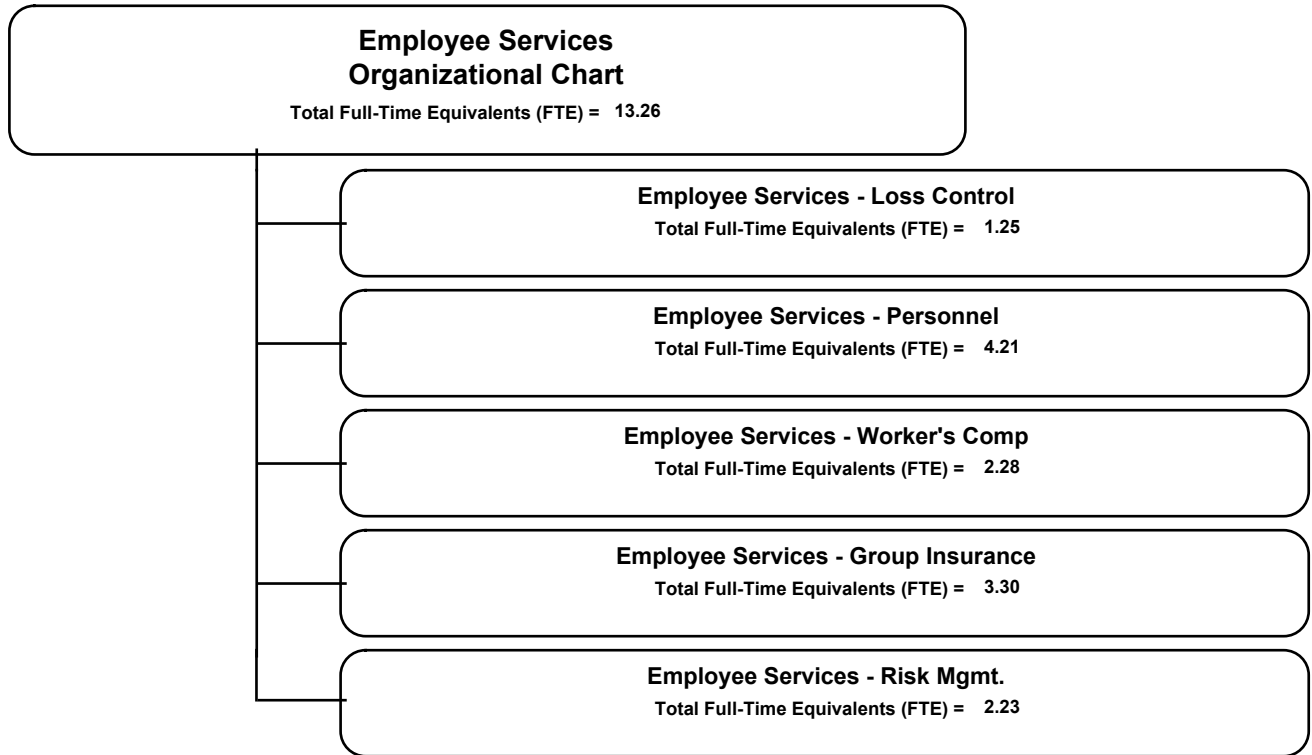 Employee Services
Organizational Chart
Total Full-Time Equivalents (FTE) = 13.26
Employee Services - Loss Control
Total Full-Time Equivalents (FTE) = 1.25
Employee Services - Personnel
Total Full-Time Equivalents (FTE) = 4.21
Employee Services - Worker's Comp
Total Full-Time Equivalents (FTE) = 2.28
Employee Services - Group Insurance
Total Full-Time Equivalents (FTE) = 3.30
Employee Services - Risk Mgmt.
Total Full-Time Equivalents (FTE) = 2.23